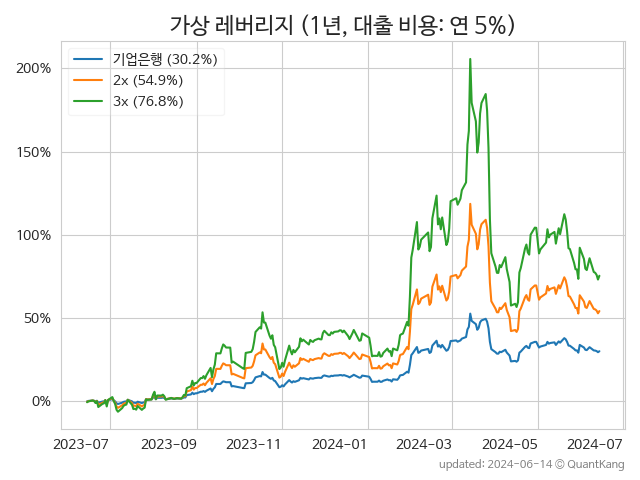 가상 레버리지 (1년, 대출 비용: 연 5%)
기업은행 (30.2%)
2x (54.9%)
3x (76.8%)
200%
150%
100%
50%
0%
2023-07 2023-09 2023-11 2024-01 2024-03 2024-05 2024-07
updated: 2024-06-14 © QuantKang